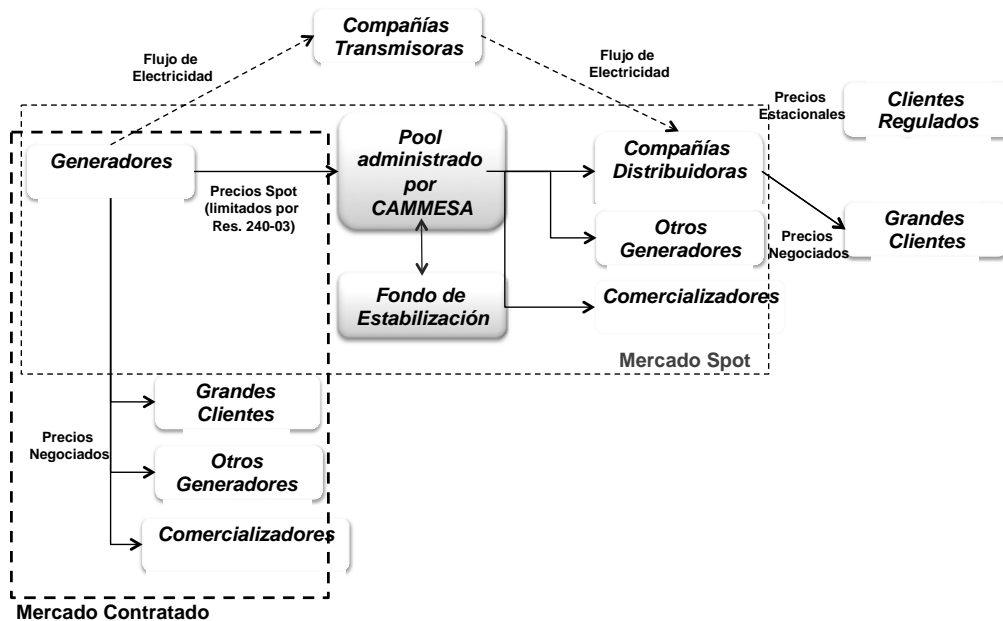 Compañías
Transmisoras
Flujo de
Electricidad
Flujo de
Electricidad
Precios
Estacionales
Clientes
Regulados
Generadores
Pool
administrado
por
CAMMESA
Compañías
Distribuidoras
Precios Spot
(limitados por
Res. 240-03)
Otros
Generadores
Precios
Negociados
Grandes
Clientes
Fondo de
Estabilización
Comercializadores
Mercado Spot
Grandes
Clientes
Precios
Negociados
Otros
Generadores
Comercializadores
Mercado Contratado